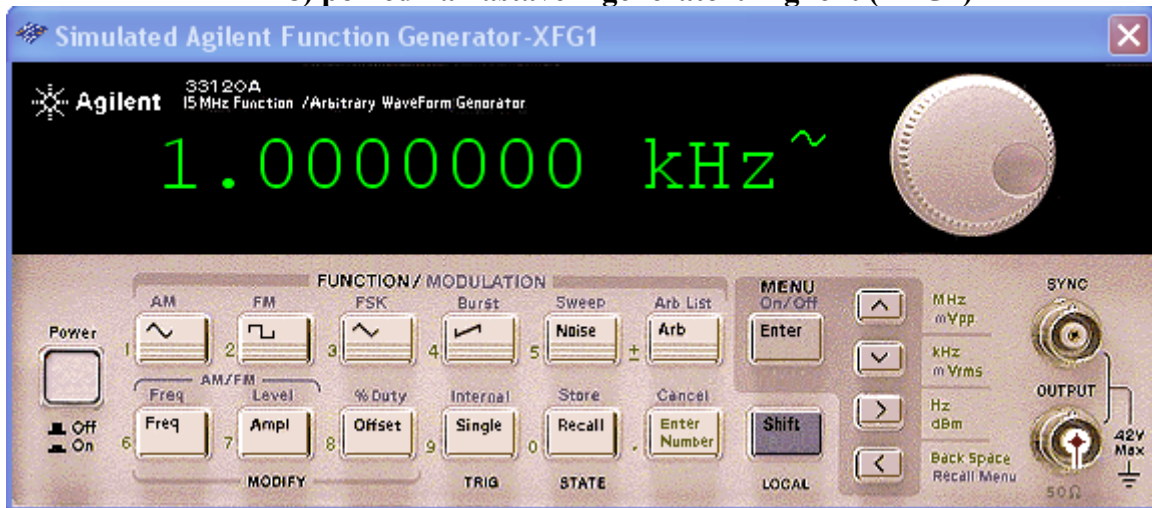 Simulated Agilent Function Generator-XFG1
Agilent 33120A
15 MHz Function / Arbitrary WaveForm Genorator
1.0000000 kHz
FUNCTION / MODULATION
AM FM FSK Burst Sweep Arb List
MENU
On/Off
SYNC
MHz
mVpp
Power
1 2 3 4 5 Noise ± Arb Enter
kHz
mVrms
AM/FM
Freq Level % Duty Internal Store Cancel
OUTPUT
Hz
dBm
Off
On
6 Freq 7 Ampl 8 Offset 9 Single 0 Recall . Enter Number Shift
42V
Max
Back Space
Recall Menu
MODIFY TRIG STATE LOCAL
50Ω